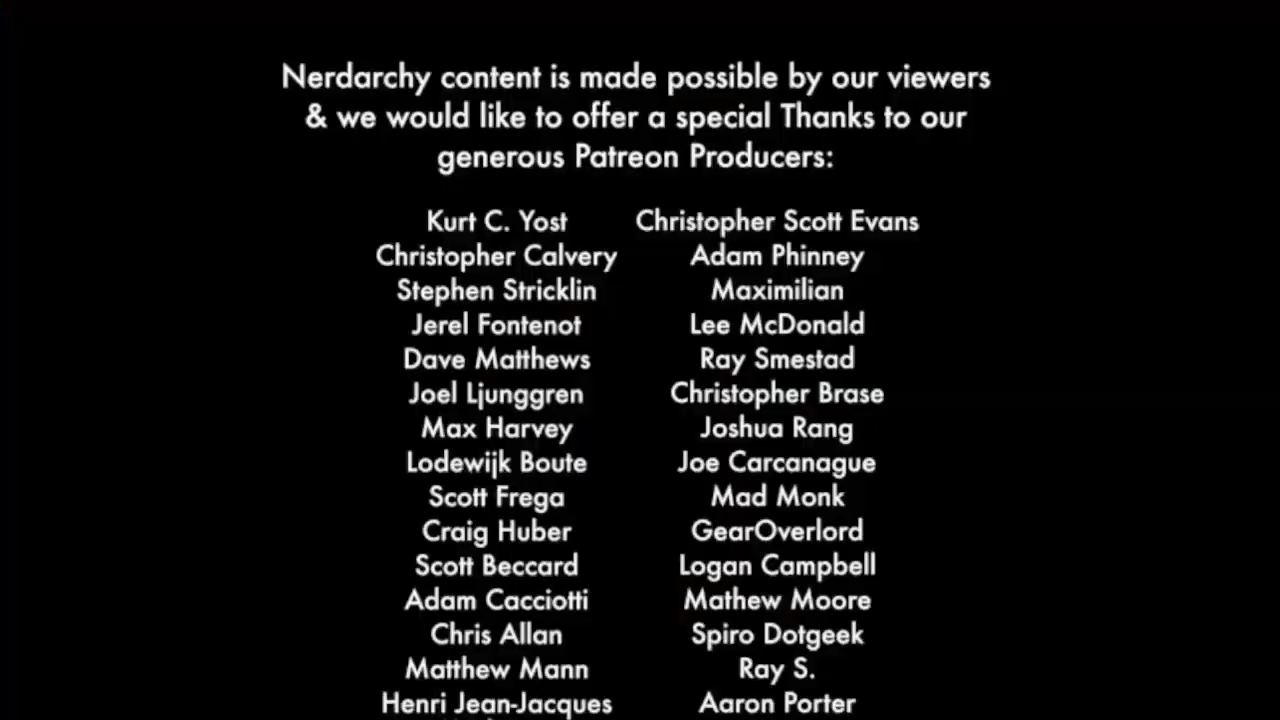 Nerdarchy content is made possible by our viewers
& we would like to offer a special Thanks to our
generous Patreon Producers:
Kurt C. Yost
Christopher Calvery
Stephen Stricklin
Jerel Fontenot
Dave Matthews
Joel Ljunggren
Max Harvey
Lodewijk Boute
Scott Frega
Craig Huber
Scott Beccard
Adam Cacciotti
Chris Allan
Matthew Mann
Henri Jean-Jacques
Christopher Scott Evans
Adam Phinney
Maximilian
Lee McDonald
Ray Smestad
Christopher Brase
Joshua Rang
Joe Carcanague
Mad Monk
GearOverlord
Logan Campbell
Mathew Moore
Spiro Dotgeek
Ray S.
Aaron Porter